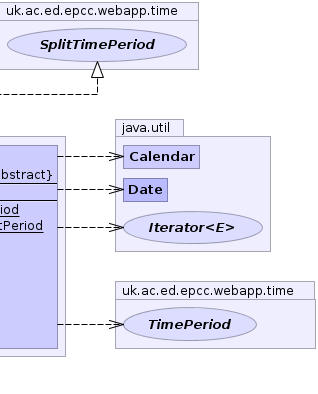 uk.ac.ed.epcc.webapp.time
SplitTimePeriod
java.util
Calendar
bstract}
Date
iod
tPeriod
Iterator<E>
uk.ac.ed.epcc.webapp.time
TimePeriod